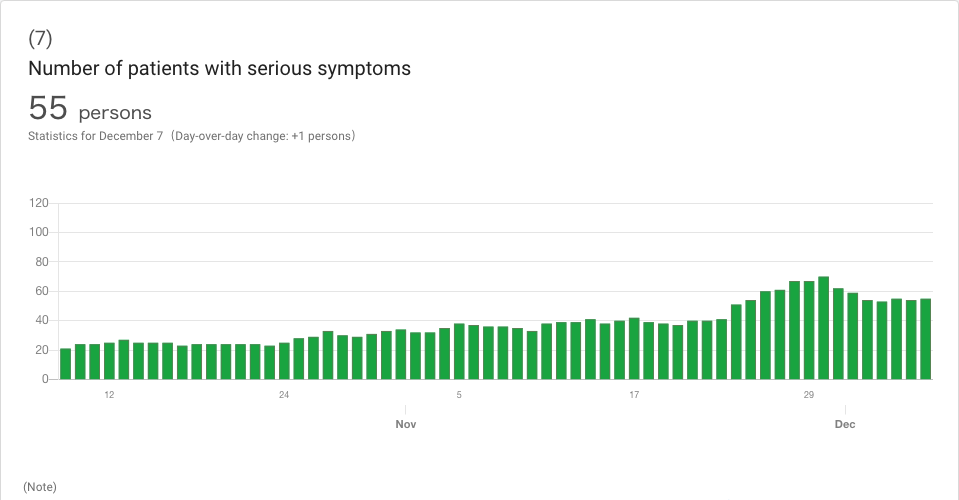 (7)
Number of patients with serious symptoms
55 persons
Statistics for December 7 (Day-over-day change: +1 persons)
120
100
80
60
40
20
0
12 24 5 17 29
Nov Dec
(Note)